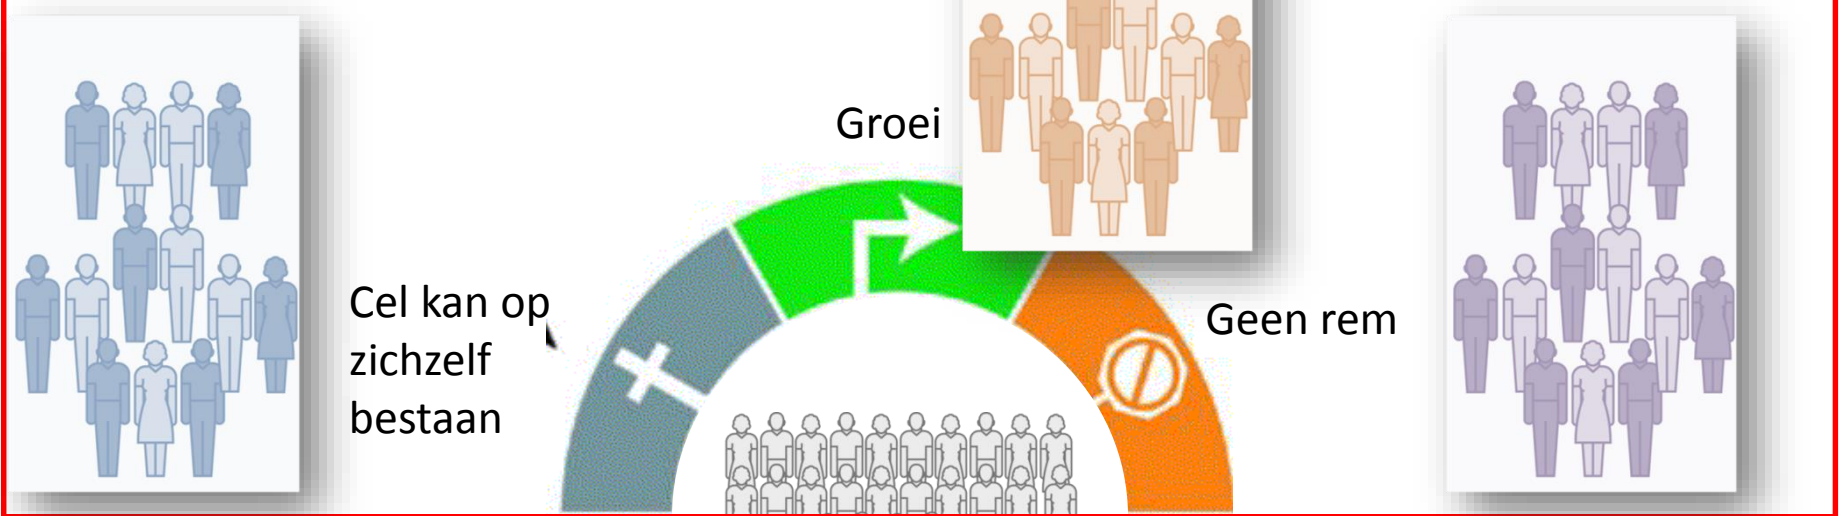 Groei
Cel kan op
zichzelf
bestaan
Geen rem